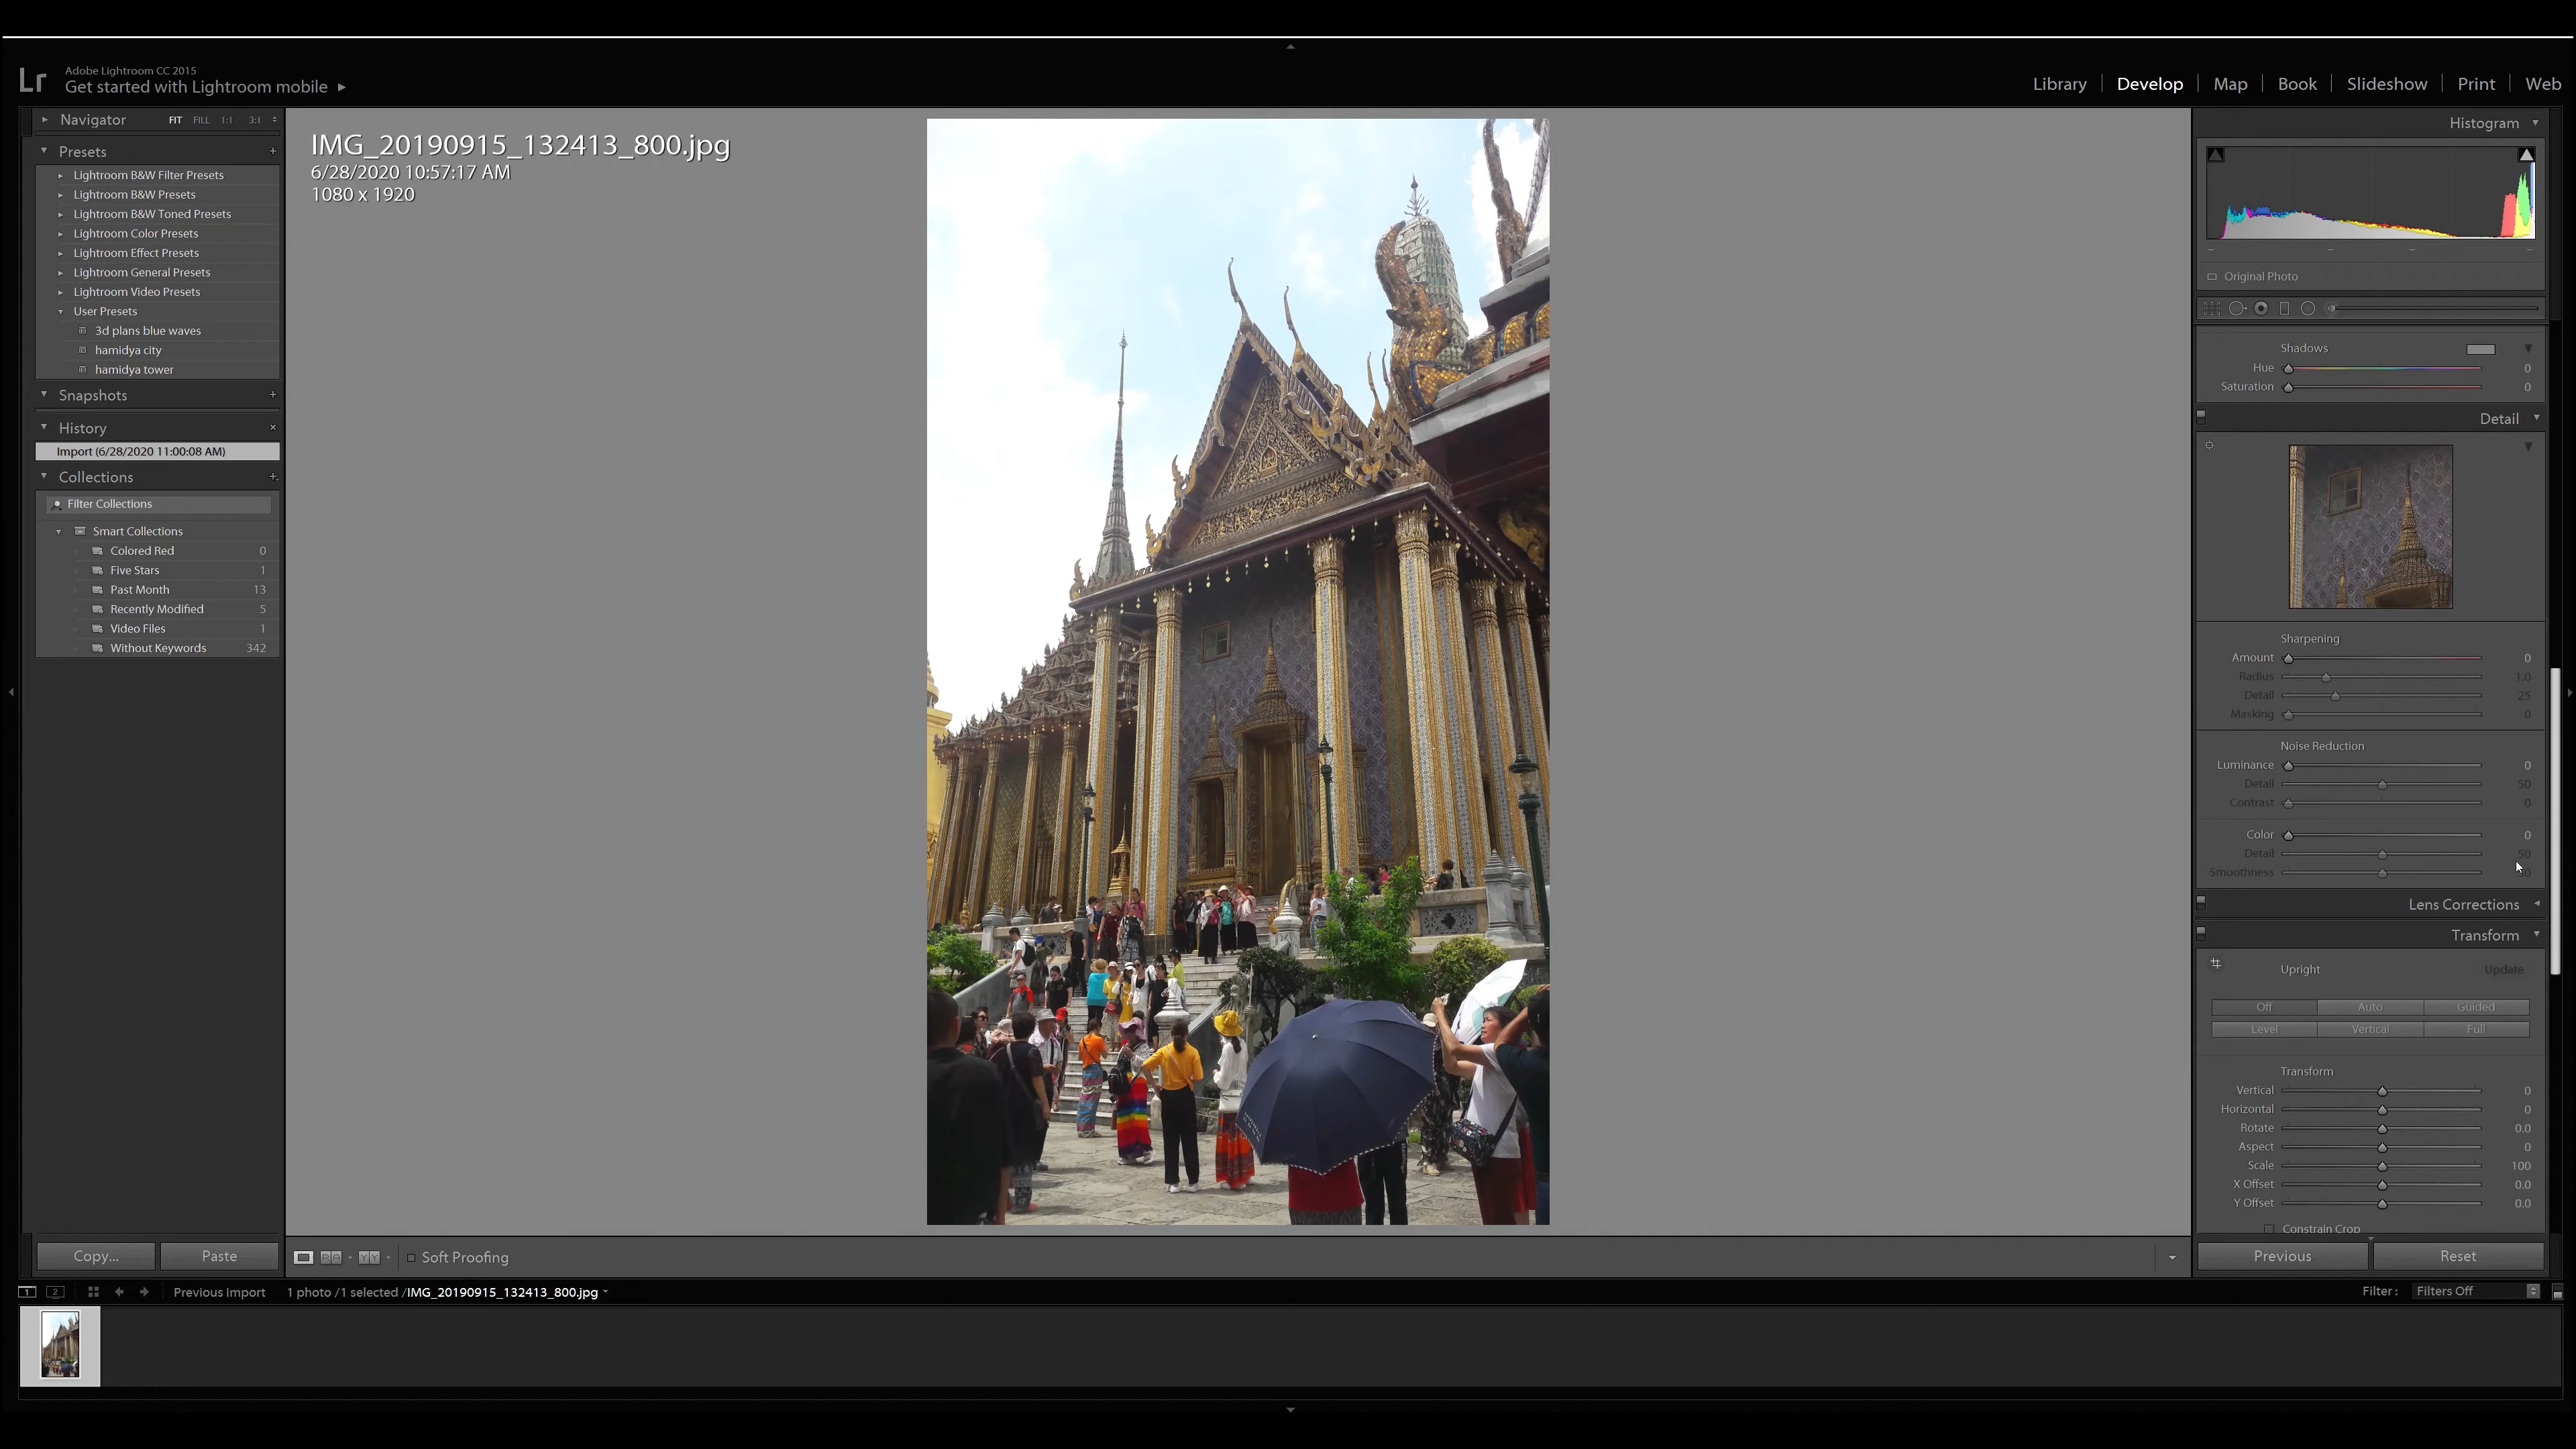 Adobe Lightroom CC 2015
Get started with Lightroom mobile
Library | Develop | Map | Book | Slideshow | Print | Web
Navigator FIT FILL 1:1 3:1
Presets
Lightroom B&W Filter Presets
Lightroom B&W Presets
Lightroom B&W Toned Presets
Lightroom Color Presets
Lightroom Effect Presets
Lightroom General Presets
Lightroom Video Presets
User Presets
3d plans blue waves
hamidya city
hamidya tower
Snapshots
History
Import (6/28/2020 11:00:08 AM)
Collections
Filter Collections
Smart Collections
Colored Red 0
Five Stars 1
Past Month 13
Recently Modified 5
Video Files 1
Without Keywords 342
Copy... Paste
IMG_20190915_132413_800.jpg
6/28/2020 10:57:17 AM
1080 x 1920
Soft Proofing
Histogram
Original Photo
Shadows
Hue 0
Saturation 0
Detail
Sharpening
Amount 0
Radius 1.0
Detail 25
Masking 0
Noise Reduction
Luminance 0
Detail 50
Contrast 0
Color 0
Detail 50
Smoothness
Lens Corrections
Transform
Upright Update
Off Auto Guided
Level Vertical Full
Transform
Vertical 0
Horizontal 0
Rotate 0.0
Aspect 0
Scale 100
X Offset 0.0
Y Offset 0.0
Constrain Crop
Previous Reset
1 2 Previous Import 1 photo /1 selected /IMG_20190915_132413_800.jpg
Filter : Filters Off
Lr